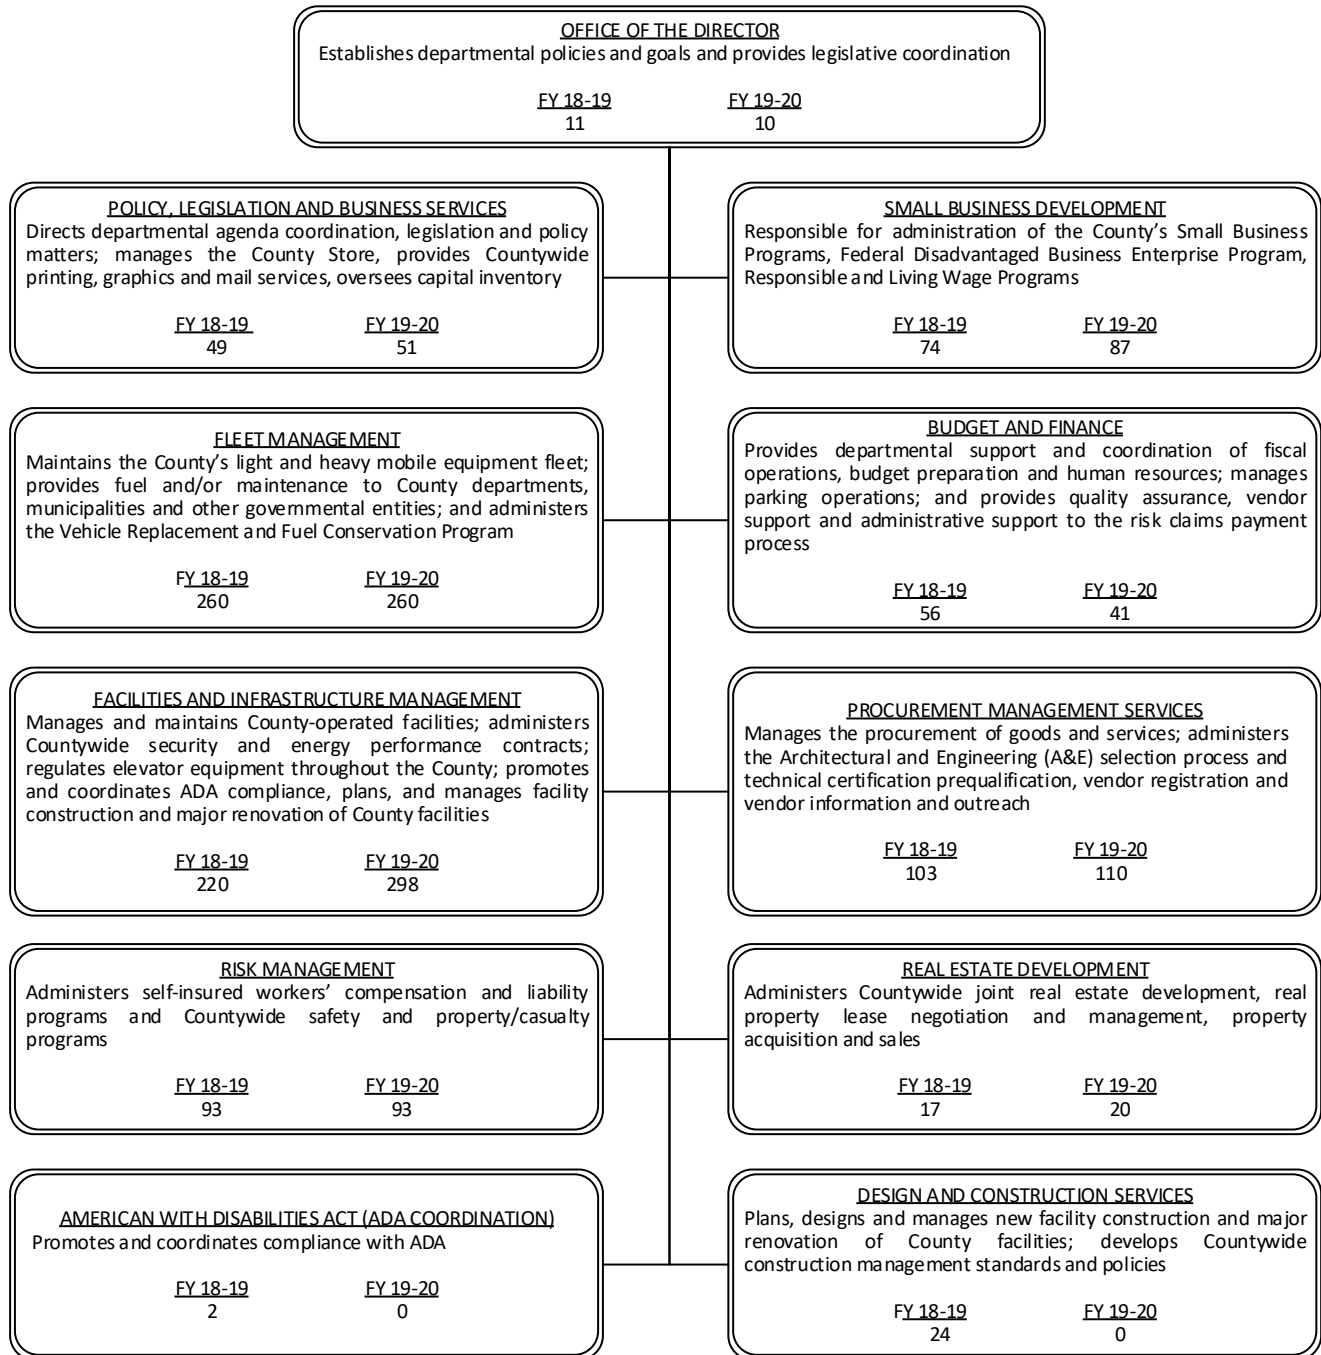 OFFICE OF THE DIRECTOR
Establishes departmental policies and goals and provides legislative coordination
FY 18-19 FY 19-20
11 10
POLICY, LEGISLATION AND BUSINESS SERVICES
Directs departmental agenda coordination, legislation and policy
matters; manages the County Store, provides Countywide
printing, graphics and mail services, oversees capital inventory
FY 18-19 FY 19-20
49 51
SMALL BUSINESS DEVELOPMENT
Responsible for administration of the County's Small Business
Programs, Federal Disadvantaged Business Enterprise Program,
Responsible and Living Wage Programs
FY 18-19 FY 19-20
74 87
FLEET MANAGEMENT
Maintains the County's light and heavy mobile equipment fleet;
provides fuel and/or maintenance to County departments,
municipalities and other governmental entities; and administers
the Vehicle Replacement and Fuel Conservation Program
FY 18-19 FY 19-20
260 260
BUDGET AND FINANCE
Provides departmental support and coordination of fiscal
operations, budget preparation and human resources; manages
parking operations; and provides quality assurance, vendor
support and administrative support to the risk claims payment
process
FY 18-19 FY 19-20
56 41
FACILITIES AND INFRASTRUCTURE MANAGEMENT
Manages and maintains County-operated facilities; administers
Countywide security and energy performance contracts;
regulates elevator equipment throughout the County; promotes
and coordinates ADA compliance, plans, and manages facility
construction and major renovation of County facilities
FY 18-19 FY 19-20
220 298
PROCUREMENT MANAGEMENT SERVICES
Manages the procurement of goods and services; administers
the Architectural and Engineering (A&E) selection process and
technical certification prequalification, vendor registration and
vendor information and outreach
FY 18-19 FY 19-20
103 110
RISK MANAGEMENT
Administers self-insured workers' compensation and liability
programs and Countywide safety and property/casualty
programs
FY 18-19 FY 19-20
93 93
REAL ESTATE DEVELOPMENT
Administers Countywide joint real estate development, real
property lease negotiation and management, property
acquisition and sales
FY 18-19 FY 19-20
17 20
AMERICAN WITH DISABILITIES ACT (ADA COORDINATION)
Promotes and coordinates compliance with ADA
FY 18-19 FY 19-20
2 0
DESIGN AND CONSTRUCTION SERVICES
Plans, designs and manages new facility construction and major
renovation of County facilities; develops Countywide
construction management standards and policies
FY 18-19 FY 19-20
24 0